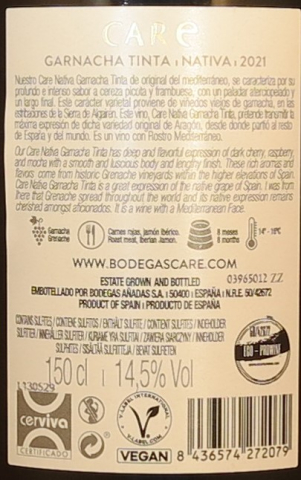 CARe
GARNACHA TINTA | NATIVA | 2021
Nuestro Care Nativa Garnacha Tinta de original del mediterráneo, se caracteriza por su
profundo e intenso sabor a cereza picota y frambuesa, con un paladar aterciopelado y
un largo final. Este carácter varietal proviene de viñedos viejos de garnacha, en las
estribaciones de la Sierra de Algairén. Este vino, Care Nativa Garnacha Tinta, pretende transmitir la
máxima expresión de dicha variedad original de Aragón, desde donde partió al resto
de España y del mundo. Es un vino con Rostro Mediterráneo.
Our Care Nativa Garnacha Tinta has deep and flavorful expression of dark cherry, raspberry,
and mocha with a smooth and luscious body and lengthy finish. These rich aromas and
flavors come from historic Grenache vineyards within the higher elevations of Spain.
Care Nativa Garnacha Tinta is a great expression of the native grape of Spain. I was from
there that Grenache spread throughout the world and its native expression remains
cherished amongst aficionados. It is a wine with a Mediterranean Face.
Garnacha
Grenache
Carnes rojas, jamón ibérico.
Roast meat, Iberian Jamon.
8 meses
8 months
14º - 16ºC
WWW.BODEGASCARE.COM
ESTATE GROWN AND BOTTLED
03965012 ZZ
EMBOTELLADO POR BODEGAS AÑADAS S.A. | 50400 | ESPAÑA | N.R.E. 50/42672
PRODUCT OF SPAIN | PRODUCTO DE ESPAÑA
CONTAINS SULFITES / CONTIENE SULFITOS / ENTHÄLT SULFITE / CONTIENT SULFITES / INDEHOLDER
SULFITTER / INNEHÅLLER SULFITER / ZAWIERA SIARCZYNY / INNEHOLDER
SULPHITES / SISÄLTÄÄ SULFIITTEJA / BEVAT SULFIETEN
150 cl | 14,5% Vol
L130529
cerviva
CERTIFICADO
V-LABEL INTERNATIONAL
V-LABEL.COM
VEGAN
8 436574 272079